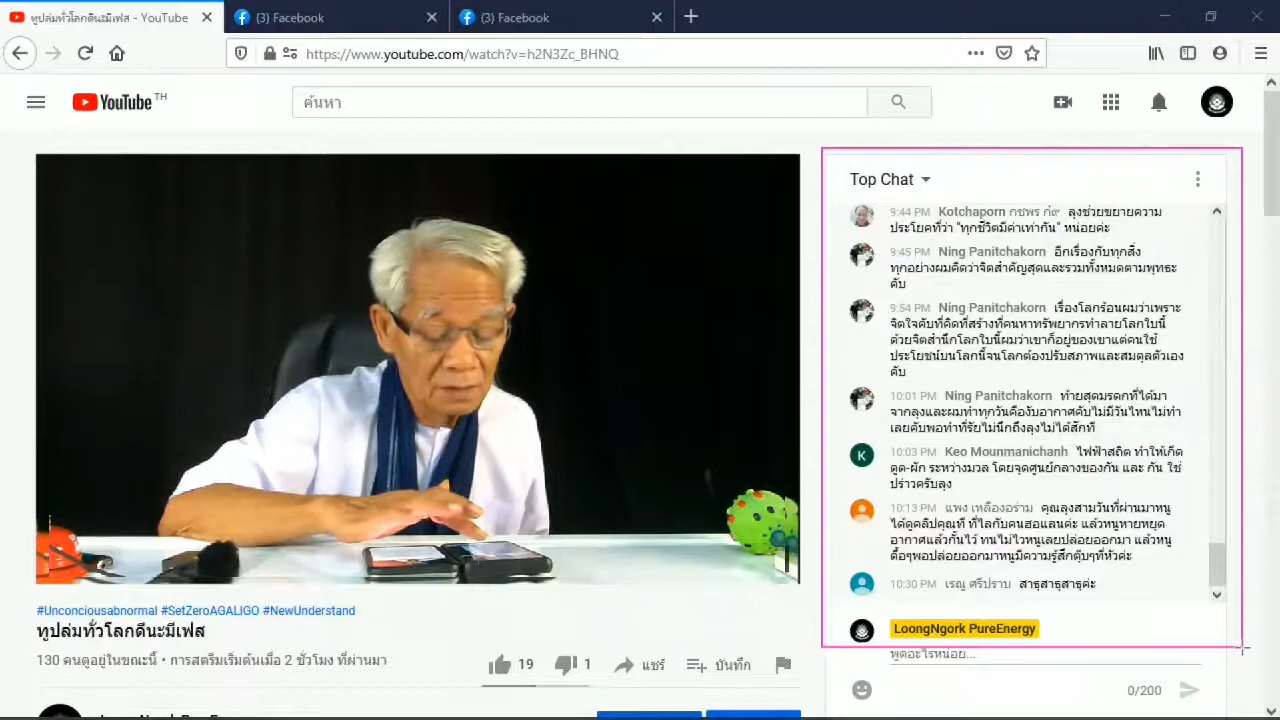 ทูปล่มทั่วโลกดีนะมีเฟส - YouTube
(3) Facebook
(3) Facebook
https://www.youtube.com/watch?v=h2N3Zc_BHNQ
YouTube TH
ค้นหา
Top Chat
9:44 PM Kotchaporn กชพร ก๋ฬ ลุงช่วยขยายความ
ประโยคที่ว่า "ทุกชีวิตมีค่าเท่ากัน" หน่อยค่ะ
9:45 PM Ning Panitchakorn อีกเรื่องกับทุกสิ่ง
ทุกอย่างผมคิดว่าจิตสำคัญสุดและรวมทั้งหมดตามพุทธะ
คับ
9:54 PM Ning Panitchakorn เรื่องโลกร้อนผมว่าเพราะ
จิตใจคับที่คิดที่สร้างที่คนหาทรัพยากรทำลายโลกใบนี้
ด้วยจิตสำนึกโลกใบนี้ผมว่าเขาก็อยู่ของเขาแต่คนใช้
ประโยชน์บนโลกนี้จนโลกต้องปรับสภาพและสมดุลตัวเอง
คับ
10:01 PM Ning Panitchakorn ท้ายสุดมรดกที่ได้มา
จากลุงและผมทำทุกวันคืองับอากาศคับไม่มีวันไหนไม่ทำ
เลยคับพอทำที่รัยไม่นึกถึงลุงไม่ได้สักที
10:03 PM Keo Mounmanichanh ไฟฟ้าสถิต ทำให้เกิด
ดูด-ผัก ระหว่างมวล โดยจุดศูนย์กลางของกัน และ กัน ใช่
ปร่าวครับลุง
10:13 PM แพง เหลืองอร่าม คุณลุงสามวันที่ผ่านมาหนู
ได้ดูคลิปคุณที ที่ไลกับคนฮอแลนค่ะ แล้วหนูหายหยุด
อากาศแล้วกั้นไว้ ทนไม่ไวหนูเลยปล่อยออกมา แล้วหนู
ดื้อๆพอปล่อยออกมาหนูมีความรู้สึกตุ๊บๆที่หัวค่ะ
10:30 PM เรณู ศรีปราบ สาธุสาธุสาธุค่ะ
LoongNgork PureEnergy
พูดอะไรหน่อย...
0/200
#Unconciousabnormal #SetZeroAGALIGO #NewUnderstand
ทูปล่มทั่วโลกดีนะมีเฟส
130 คนดูอยู่ในขณะนี้ • การสตรีมเริ่มต้นเมื่อ 2 ชั่วโมง ที่ผ่านมา
19
1
แชร์
บันทึก